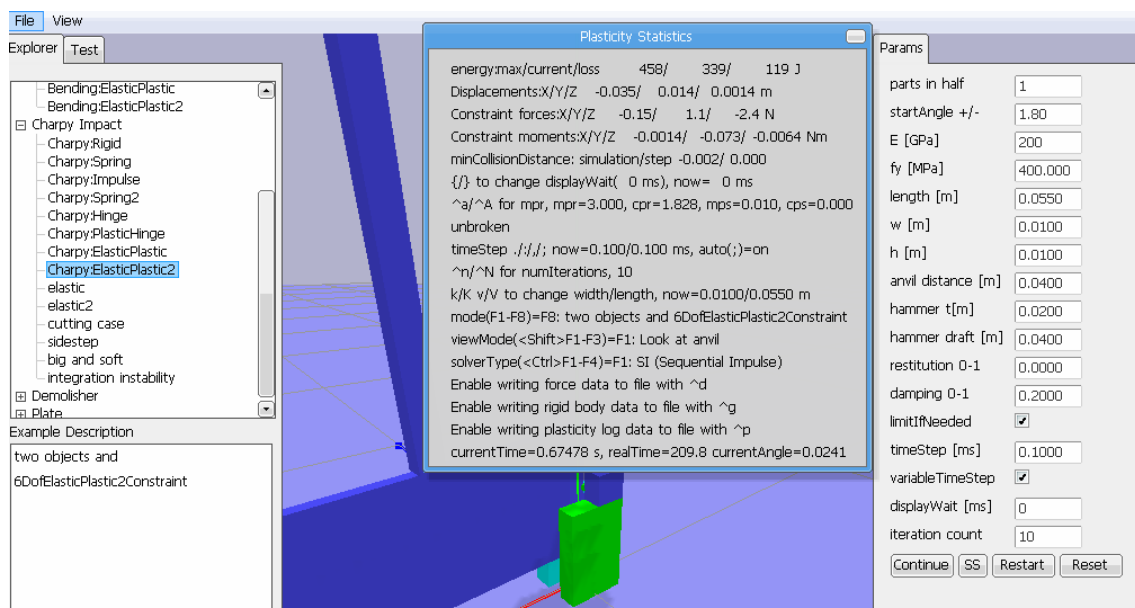 File View
Explorer Test
Bending:ElasticPlastic
Bending:ElasticPlastic2
Charpy Impact
Charpy:Rigid
Charpy:Spring
Charpy:Impulse
Charpy:Spring2
Charpy:Hinge
Charpy:PlasticHinge
Charpy:ElasticPlastic
Charpy:ElasticPlastic2
elastic
elastic2
cutting case
sidestep
big and soft
integration instability
Demolisher
Plate
Example Description
two objects and
6DofElasticPlastic2Constraint
Plasticity Statistics
energy:max/current/loss 458/ 339/ 119 J
Displacements:X/Y/Z -0.035/ 0.014/ 0.0014 m
Constraint forces:X/Y/Z -0.15/ 1.1/ -2.4 N
Constraint moments:X/Y/Z -0.0014/ -0.073/ -0.0064 Nm
minCollisionDistance: simulation/step -0.002/ 0.000
{/} to change displayWait( 0 ms), now= 0 ms
^a/^A for mpr, mpr=3.000, cpr=1.828, mps=0.010, cps=0.000
unbroken
timeStep ./:/,/; now=0.100/0.100 ms, auto(;)=on
^n/^N for numIterations, 10
k/K v/V to change width/length, now=0.0100/0.0550 m
mode(F1-F8)=F8: two objects and 6DofElasticPlastic2Constraint
viewMode(<Shift>F1-F3)=F1: Look at anvil
solverType(<Ctrl>F1-F4)=F1: SI (Sequential Impulse)
Enable writing force data to file with ^d
Enable writing rigid body data to file with ^g
Enable writing plasticity log data to file with ^p
currentTime=0.67478 s, realTime=209.8 currentAngle=0.0241
Params
parts in half 1
startAngle +/- 1.80
E [GPa] 200
fy [MPa] 400.000
length [m] 0.0550
w [m] 0.0100
h [m] 0.0100
anvil distance [m] 0.0400
hammer t[m] 0.0200
hammer draft [m] 0.0400
restitution 0-1 0.0000
damping 0-1 0.2000
limitIfNeeded
timeStep [ms] 0.1000
variableTimeStep
displayWait [ms] 0
iteration count 10
Continue SS Restart Reset